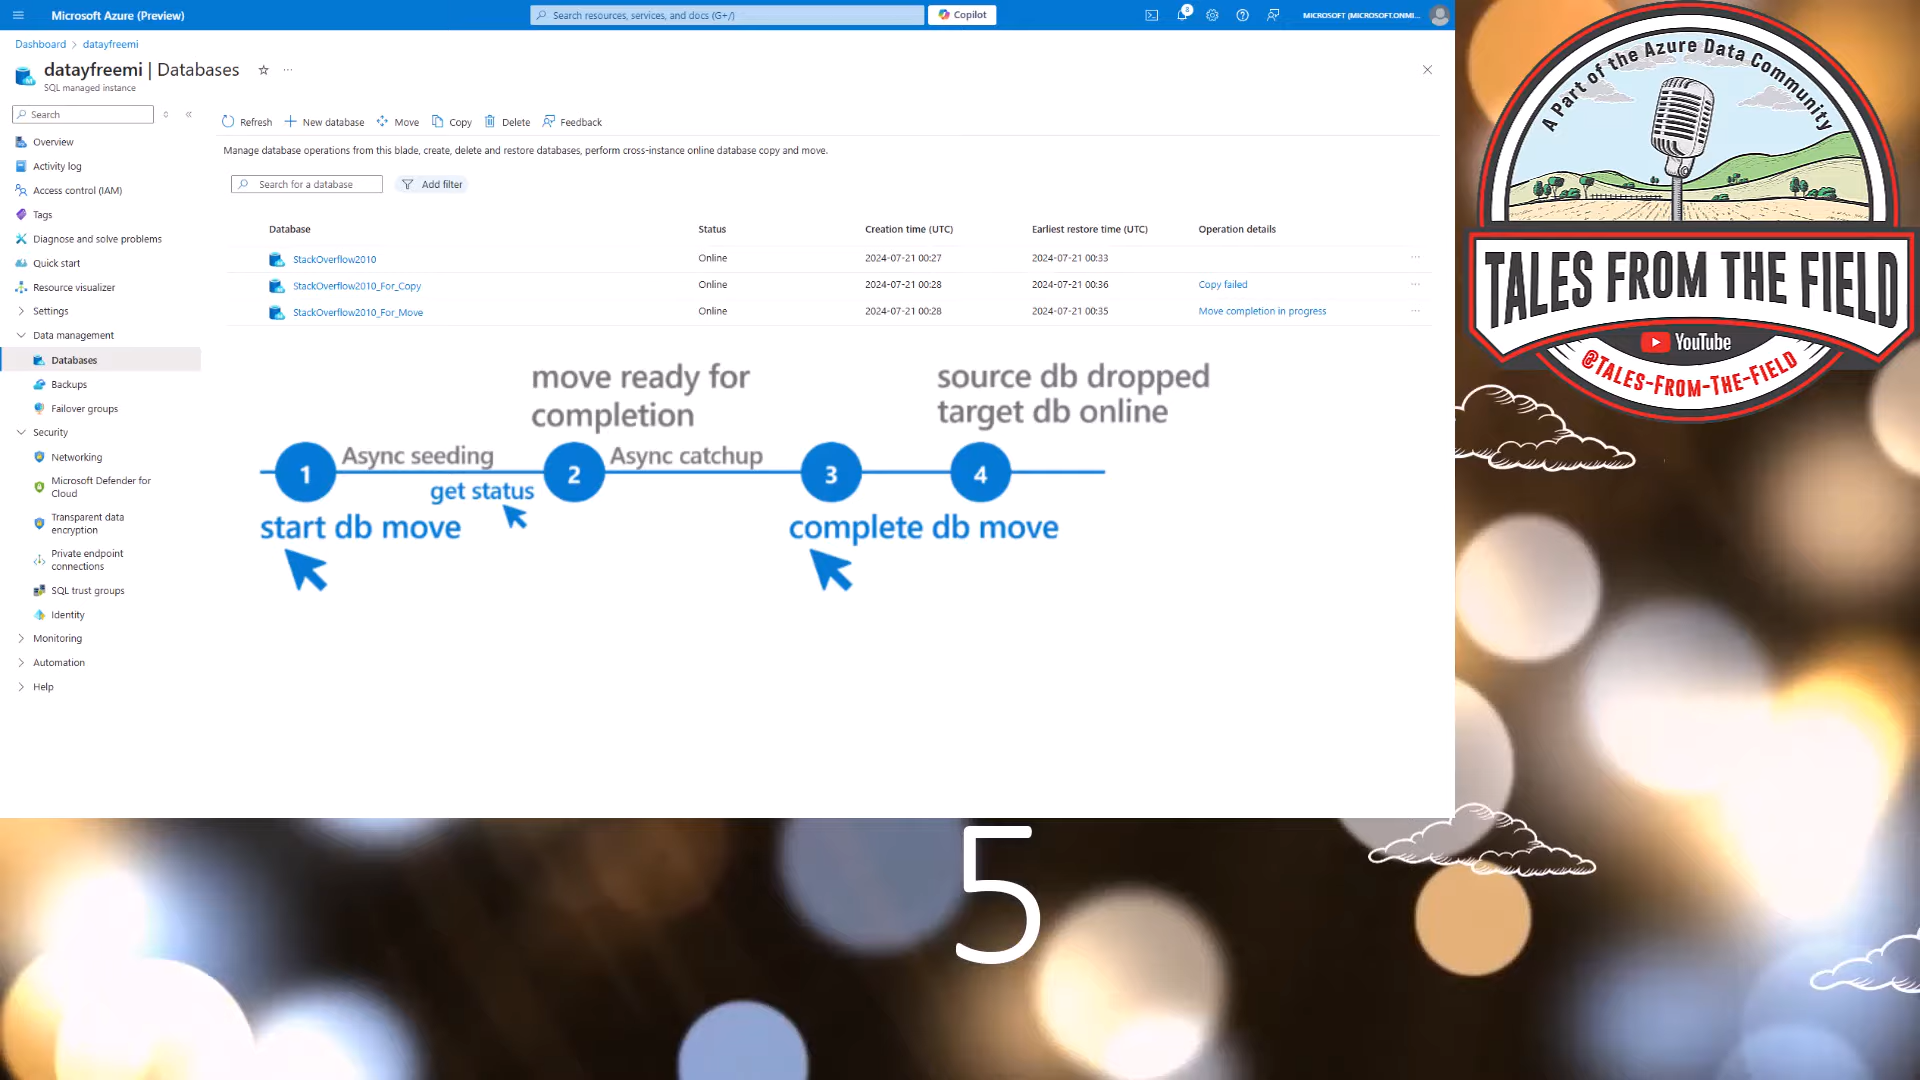 Microsoft Azure (Preview)
Search resources, services, and docs (G+/)
Copilot
8
MICROSOFT (MICROSOFT.ONMI...
Dashboard > datayfreemi
datayfreemi | Databases
SQL managed instance
Search
Overview
Activity log
Access control (IAM)
Tags
Diagnose and solve problems
Quick start
Resource visualizer
Settings
Data management
Databases
Backups
Failover groups
Security
Networking
Microsoft Defender for
Cloud
Transparent data
encryption
Private endpoint
connections
SQL trust groups
Identity
Monitoring
Automation
Help
Refresh
New database
Move
Copy
Delete
Feedback
Manage database operations from this blade, create, delete and restore databases, perform cross-instance online database copy and move.
Search for a database
Add filter
Database Status Creation time (UTC) Earliest restore time (UTC) Operation details
StackOverflow2010 Online 2024-07-21 00:27 2024-07-21 00:33
StackOverflow2010_For_Copy Online 2024-07-21 00:28 2024-07-21 00:36 Copy failed
StackOverflow2010_For_Move Online 2024-07-21 00:28 2024-07-21 00:35 Move completion in progress
move ready for
completion
source db dropped
target db online
Async seeding
Async catchup
1
2
3
4
get status
start db move
complete db move
A Part of the Azure Data Community
TALES FROM THE FIELD
YouTube
@TALES-FROM-THE-FIELD
5